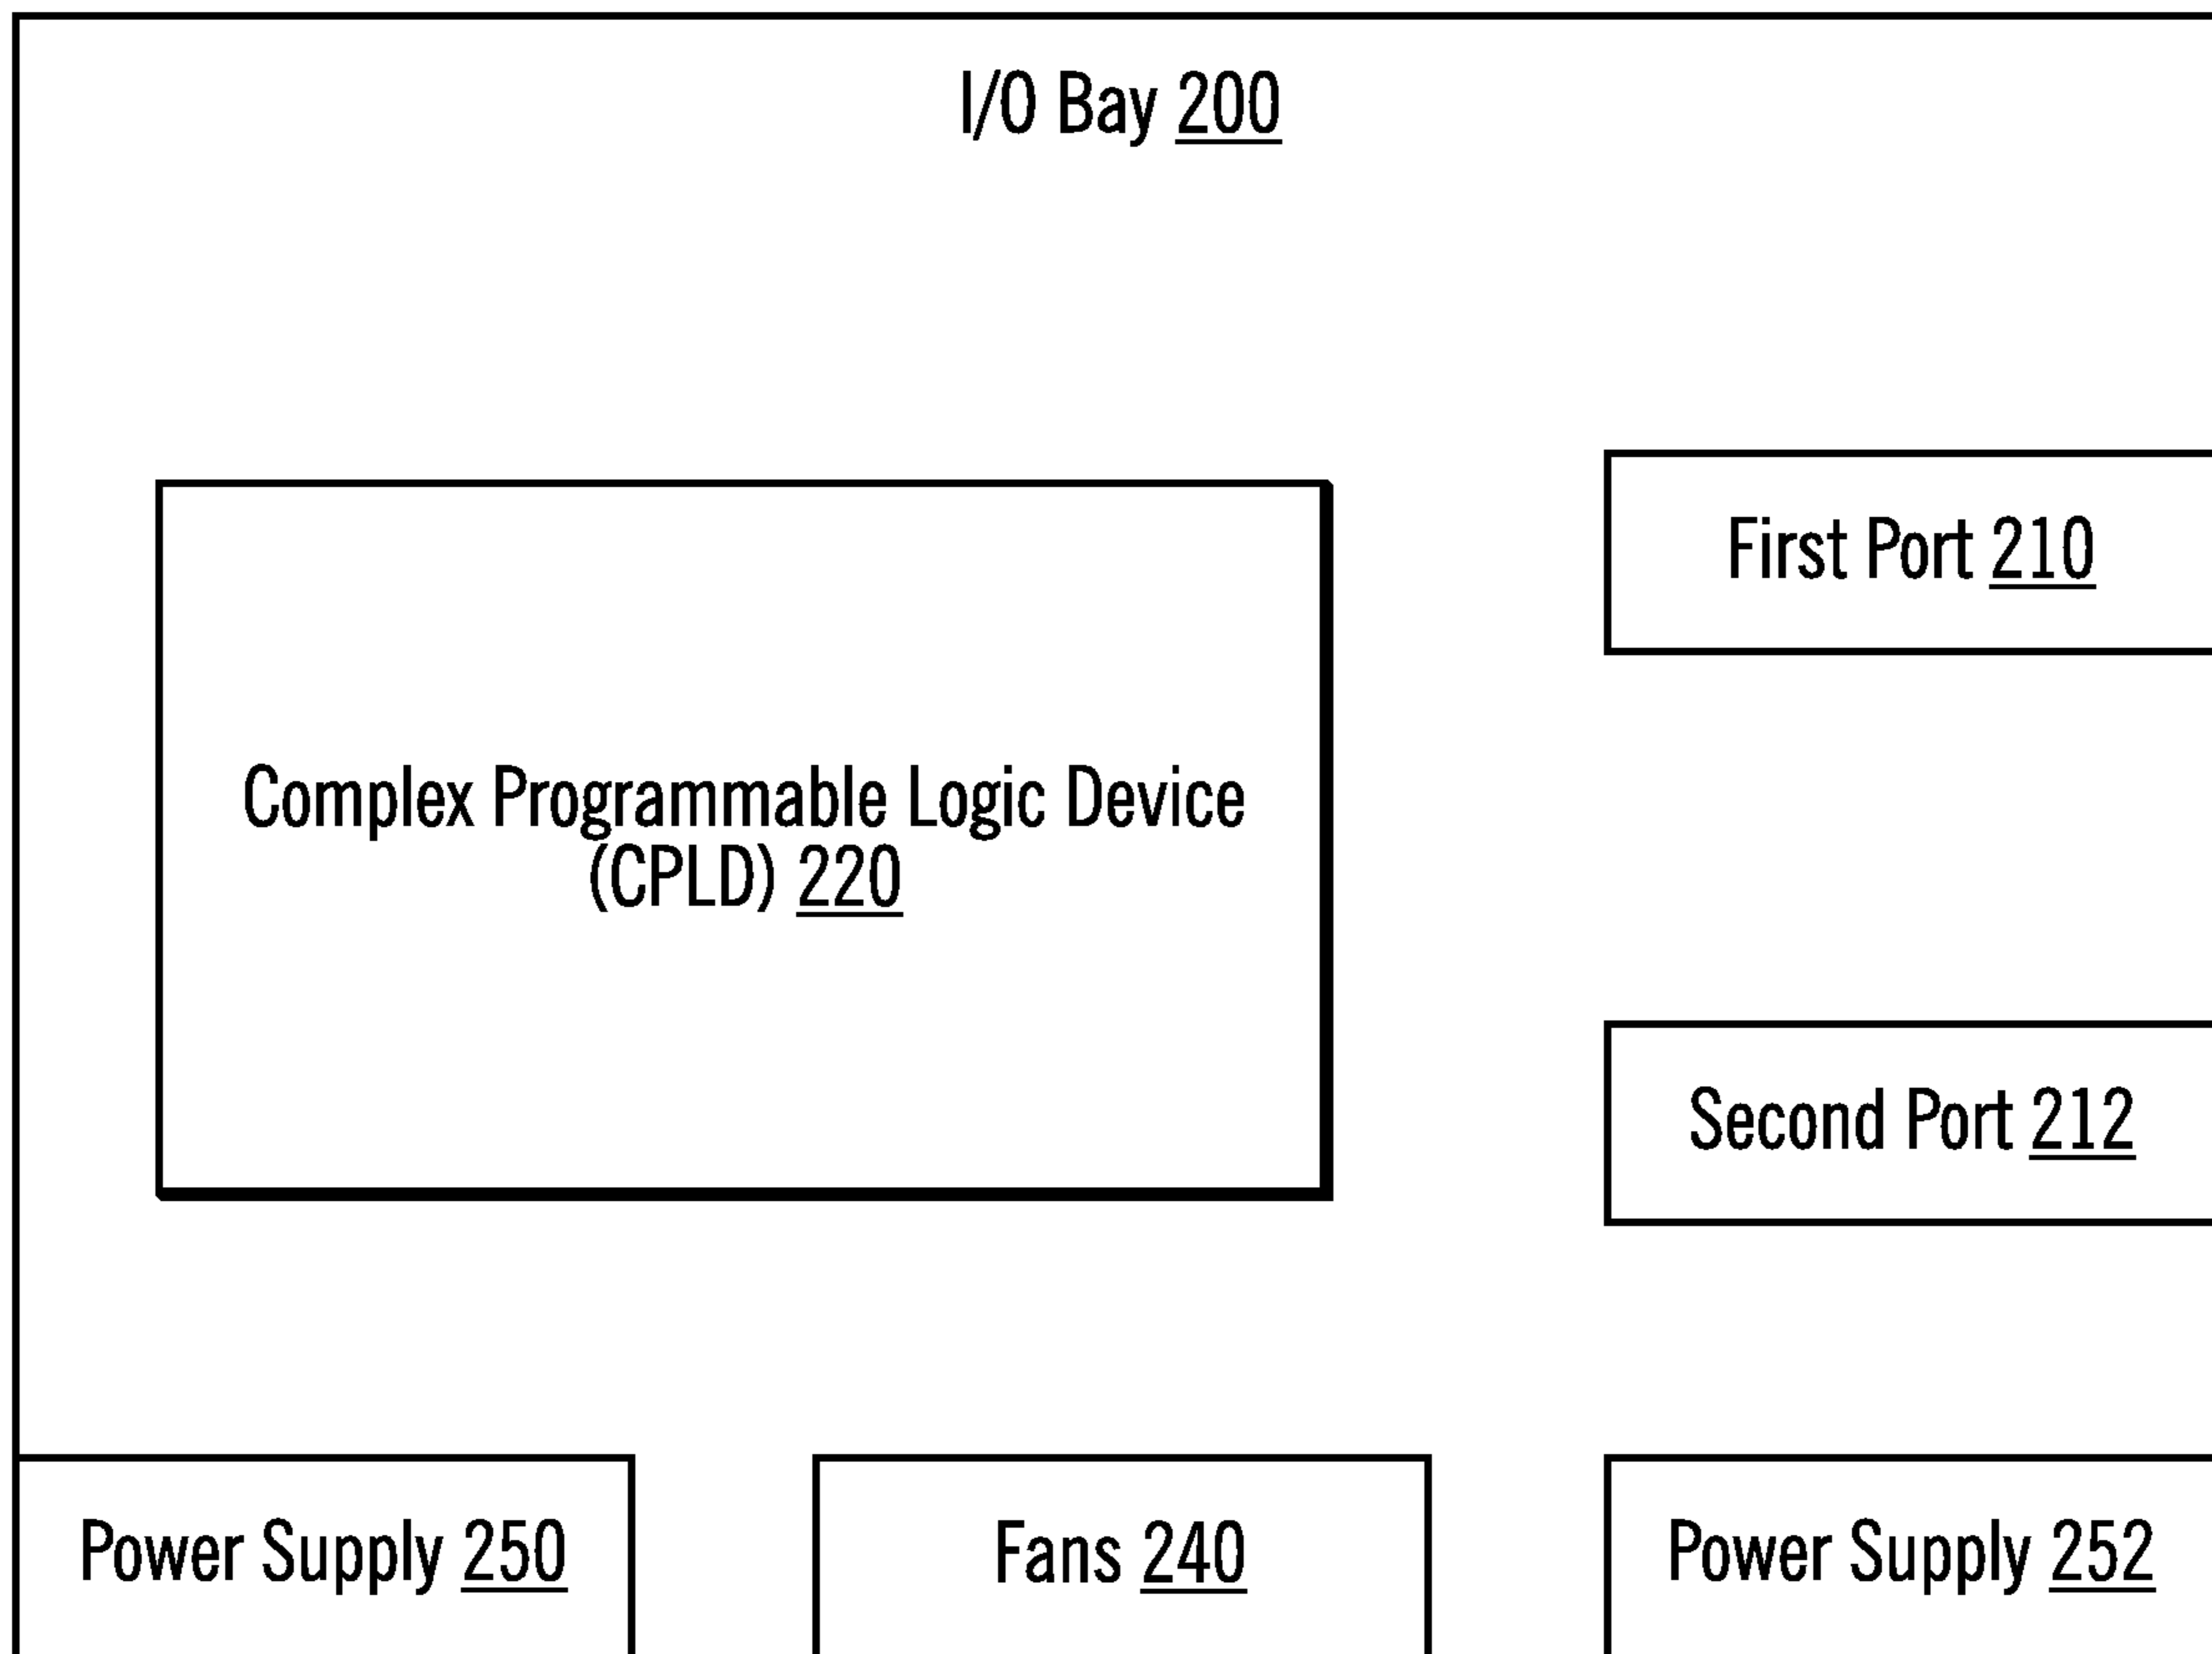 I/O Bay 200
First Port 210
Complex Programmable Logic Device
(CPLD) 220
Second Port 212
Power Supply 250
Fans 240
Power Supply 252